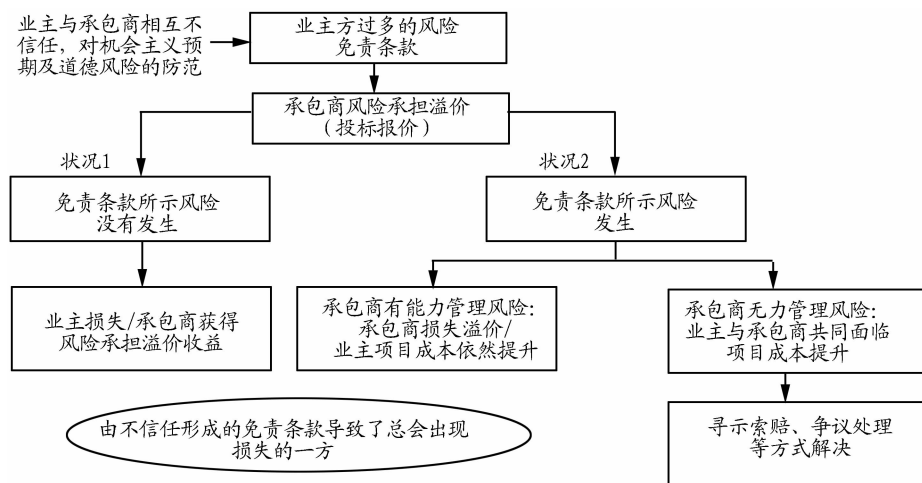 业主与承包商相互不
信任，对机会主义预
期及道德风险的防范
业主方过多的风险
免责条款
承包商风险承担溢价
（投标报价）
状况1
状况2
免责条款所示风险
没有发生
免责条款所示风险
发生
业主损失/承包商获得
风险承担溢价收益
承包商有能力管理风险：
承包商损失溢价/
业主项目成本依然提升
承包商无力管理风险：
业主与承包商共同面临
项目成本提升
由不信任形成的免责条款导致了总会出现
损失的一方
寻示索赔、争议处理
等方式解决